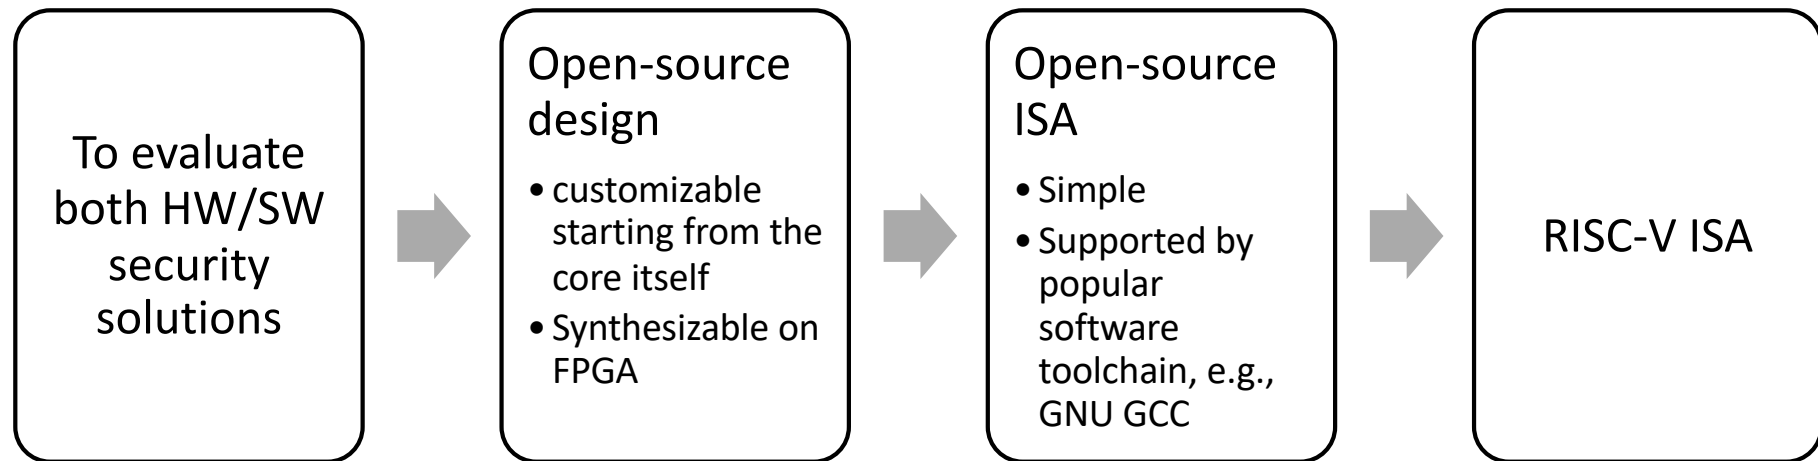 To evaluate
both HW/SW
security
solutions
Open-source
design
• customizable
starting from the
core itself
• Synthesizable on
FPGA
Open-source
ISA
• Simple
• Supported by
popular
software
toolchain, e.g.,
GNU GCC
RISC-V ISA